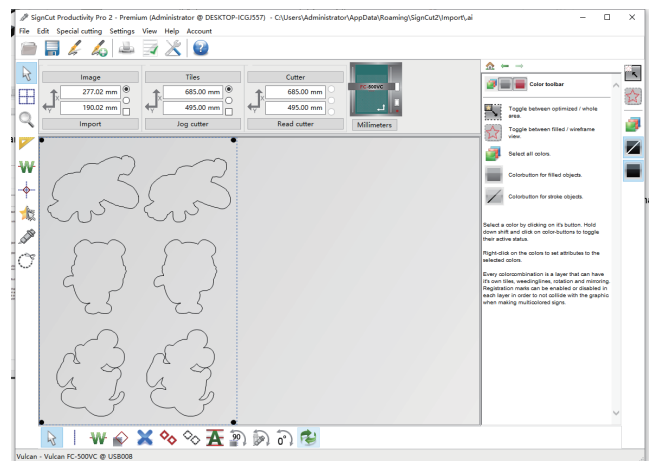 SignCut Productivity Pro 2 - Premium (Administrator @ DESKTOP-ICGJ557) - C:\Users\Administrator\AppData\Roaming\SignCut2\Import\.ai
File Edit Special cutting Settings View Help Account
Image
277.02 mm
190.02 mm
Import
Tiles
685.00 mm
495.00 mm
Jog cutter
Cutter
685.00 mm
495.00 mm
Read cutter
FC-500VC
Millimeters
X
Y
X
Y
X
Y
Color toolbar
Toggle between optimized / whole
area.
Toggle between filled / wireframe
view.
Select all colors.
Colorbutton for filled objects.
Colorbutton for stroke objects.
Select a color by clicking on it's button. Hold
down shift and click on color-buttons to toggle
their active status.
Right-click on the colors to set attributes to the
selected colors.
Every colorcombination is a layer that can have
it's own tiles, weedinglines, rotation and mirroring.
Registration marks can be enabled or disabled in
each layer in order to not collide with the graphic
when making multicolored signs.
W
W
A
90
0°
Vulcan - Vulcan FC-500VC @ USB008